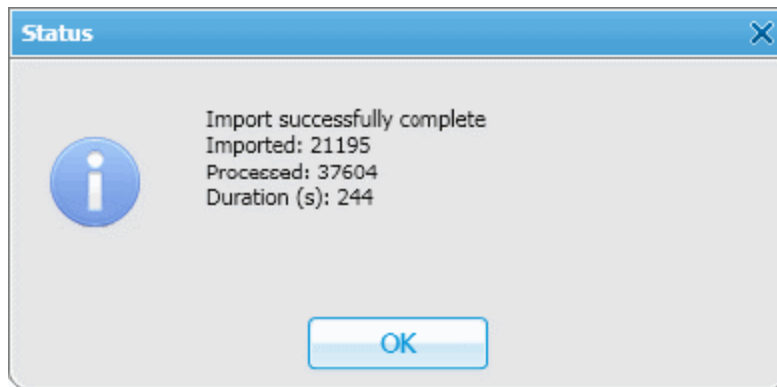 Status
Import successfully complete
Imported: 21195
Processed: 37604
Duration (s): 244
OK